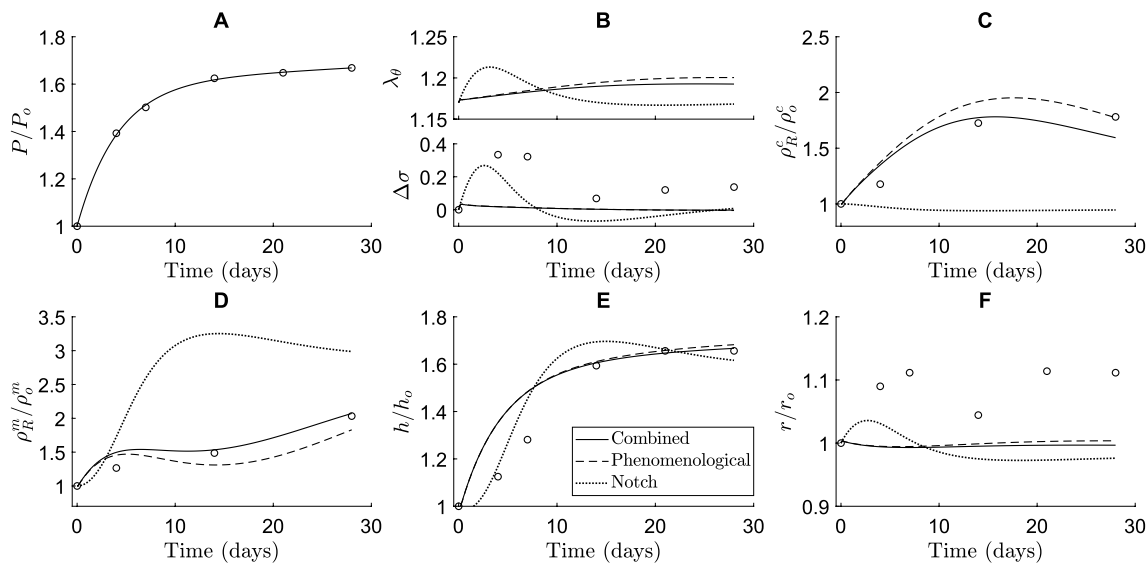 A
P/P_o
1.8
1.6
1.4
1.2
1
0 10 20 30
Time (days)
B
λ_θ
1.25
1.2
1.15
Δσ
0.4
0.2
0
0 10 20 30
Time (days)
C
ρ_R^c/ρ_o^c
2.5
2
1.5
1
0 10 20 30
Time (days)
D
ρ_R^m/ρ_o^m
3.5
3
2.5
2
1.5
1
0 10 20 30
Time (days)
E
h/h_o
1.8
1.6
1.4
1.2
1
Combined
Phenomenological
Notch
0 10 20 30
Time (days)
F
r/r_o
1.2
1.1
1
0.9
0 10 20 30
Time (days)